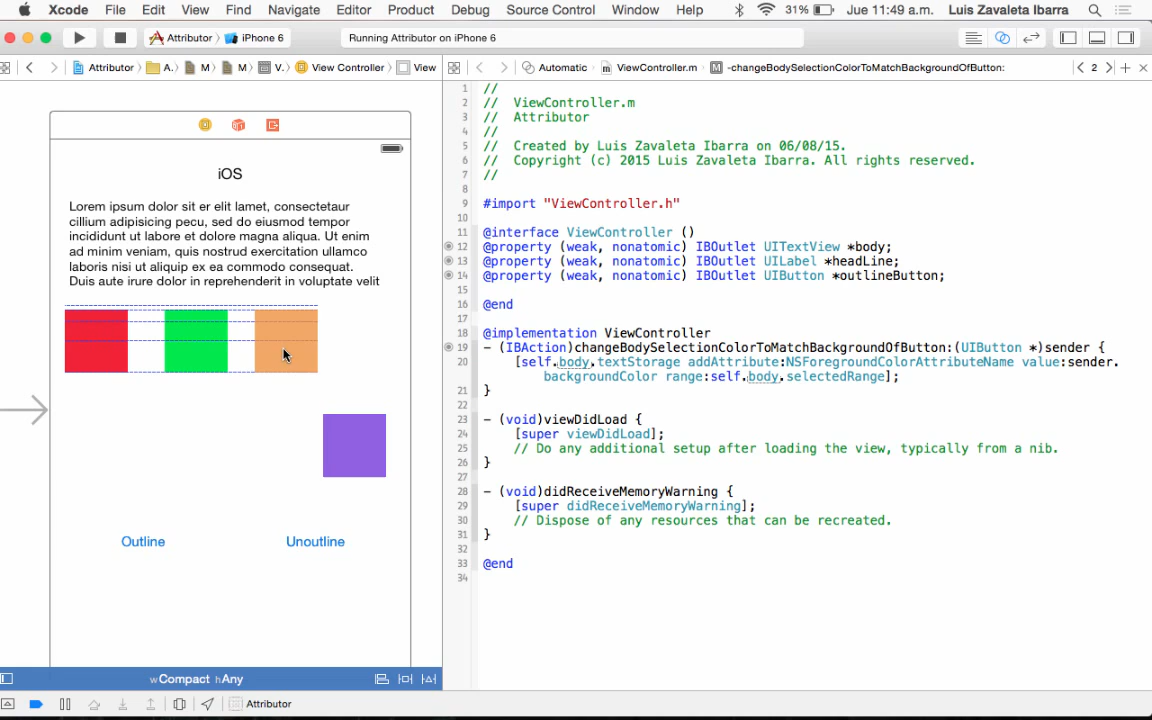 Xcode File Edit View Find Navigate Editor Product Debug Source Control Window Help 31% Jue 11:49 a.m. Luis Zavaleta Ibarra
Attributor iPhone 6 Running Attributor on iPhone 6
Attributor A. M M V. View Controller View Automatic ViewController.m M -changeBodySelectionColorToMatchBackgroundOfButton: 2
iOS
Lorem ipsum dolor sit er elit lamet, consectetaur
cillium adipisicing pecu, sed do eiusmod tempor
incididunt ut labore et dolore magna aliqua. Ut enim
ad minim veniam, quis nostrud exercitation ullamco
laboris nisi ut aliquip ex ea commodo consequat.
Duis aute irure dolor in reprehenderit in voluptate velit
Outline Unoutline
wCompact hAny
1 //
2 // ViewController.m
3 // Attributor
4 //
5 // Created by Luis Zavaleta Ibarra on 06/08/15.
6 // Copyright (c) 2015 Luis Zavaleta Ibarra. All rights reserved.
7 //
8
9 #import "ViewController.h"
10
11 @interface ViewController ()
12 @property (weak, nonatomic) IBOutlet UITextView *body;
13 @property (weak, nonatomic) IBOutlet UILabel *headLine;
14 @property (weak, nonatomic) IBOutlet UIButton *outlineButton;
15
16 @end
17
18 @implementation ViewController
19 - (IBAction)changeBodySelectionColorToMatchBackgroundOfButton:(UIButton *)sender {
20 [self.body.textStorage addAttribute:NSForegroundColorAttributeName value:sender.
backgroundColor range:self.body.selectedRange];
21 }
22
23 - (void)viewDidLoad {
24 [super viewDidLoad];
25 // Do any additional setup after loading the view, typically from a nib.
26 }
27
28 - (void)didReceiveMemoryWarning {
29 [super didReceiveMemoryWarning];
30 // Dispose of any resources that can be recreated.
31 }
32
33 @end
34
Attributor